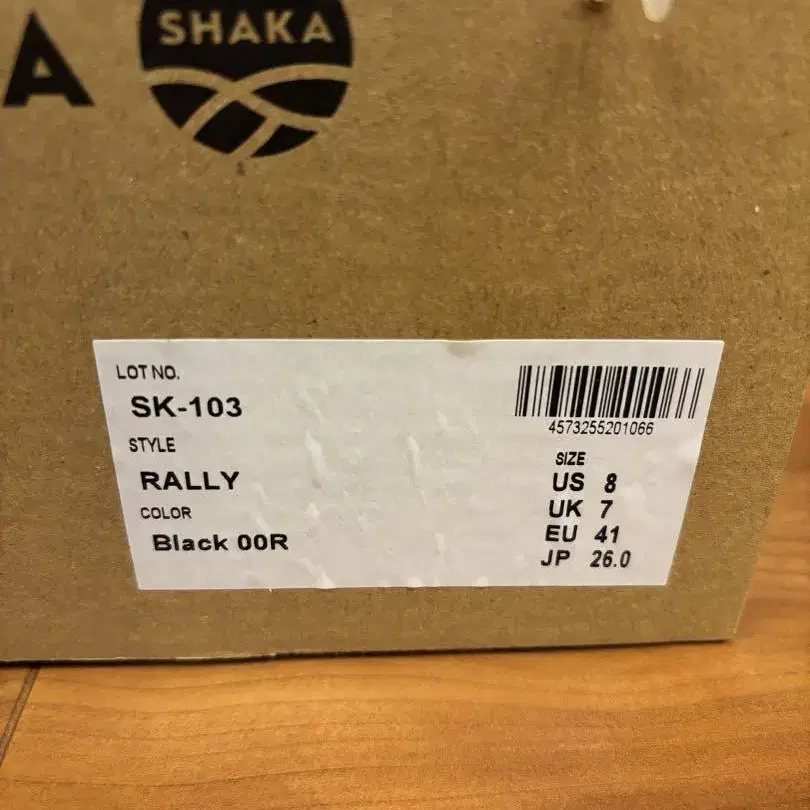 A
SHAKA
LOT NO.
SK-103
STYLE
RALLY
COLOR
Black 00R
4573255201066
SIZE
US 8
UK 7
EU 41
JP 26.0